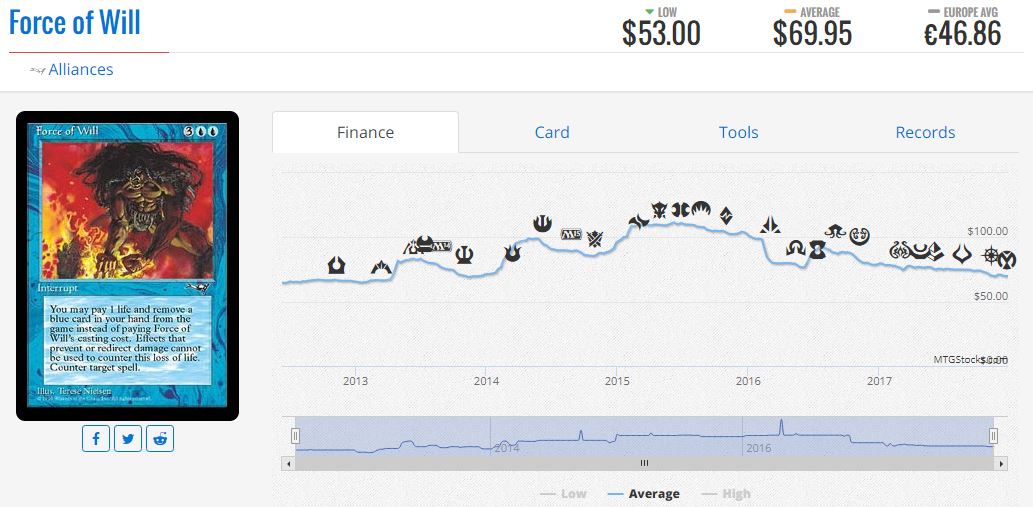 Force of Will
LOW
$53.00
AVERAGE
$69.95
EUROPE AVG
€46.86
Alliances
Force of Will
3
Interrupt
You may pay 1 life and remove a
blue card in your hand from the
game instead of paying Force of
Will's casting cost. Effects that
prevent or redirect damage cannot
be used to counter this loss of life.
Counter target spell.
Illus. Terese Nielsen
Finance
Card
Tools
Records
M14
M15
$100.00
$50.00
$0.00
MTGStocks.com
2013
2014
2015
2016
2017
2014
2016
Low
Average
High